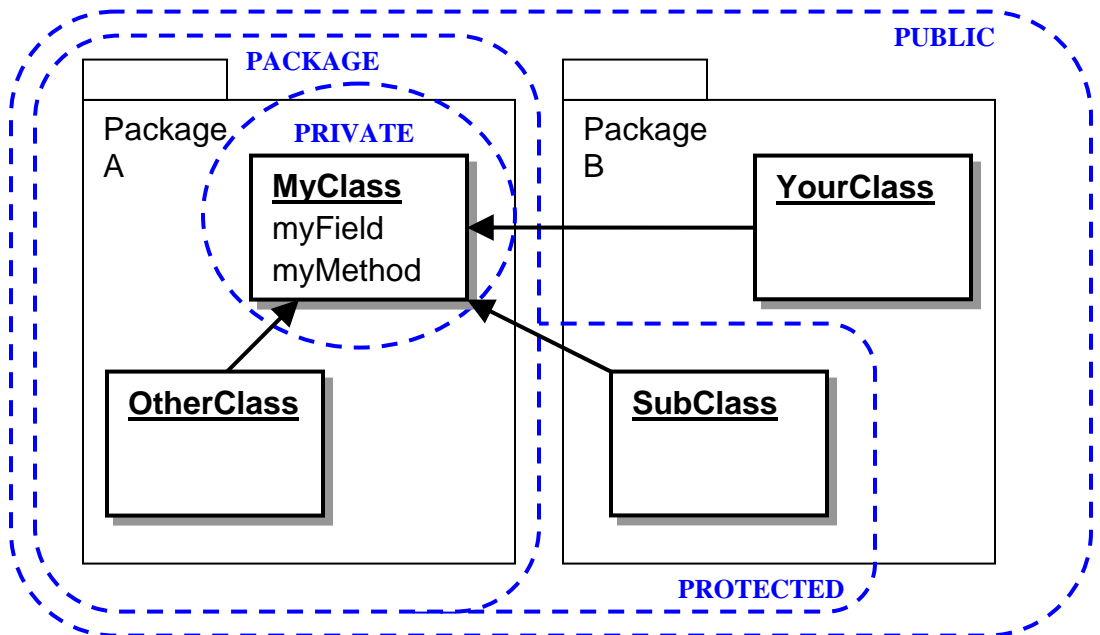 PUBLIC
PACKAGE
Package
A
PRIVATE
MyClass
myField
myMethod
Package
B
YourClass
OtherClass
SubClass
PROTECTED